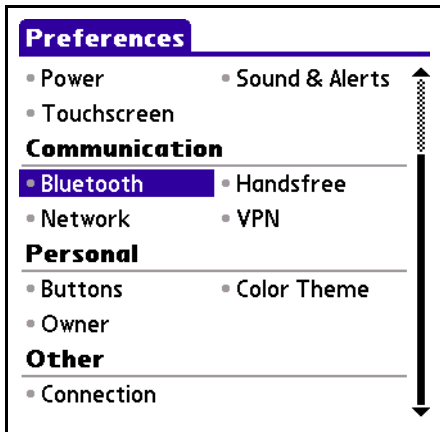 Preferences
Power Sound & Alerts
Touchscreen
Communication
Bluetooth Handsfree
Network VPN
Personal
Buttons Color Theme
Owner
Other
Connection